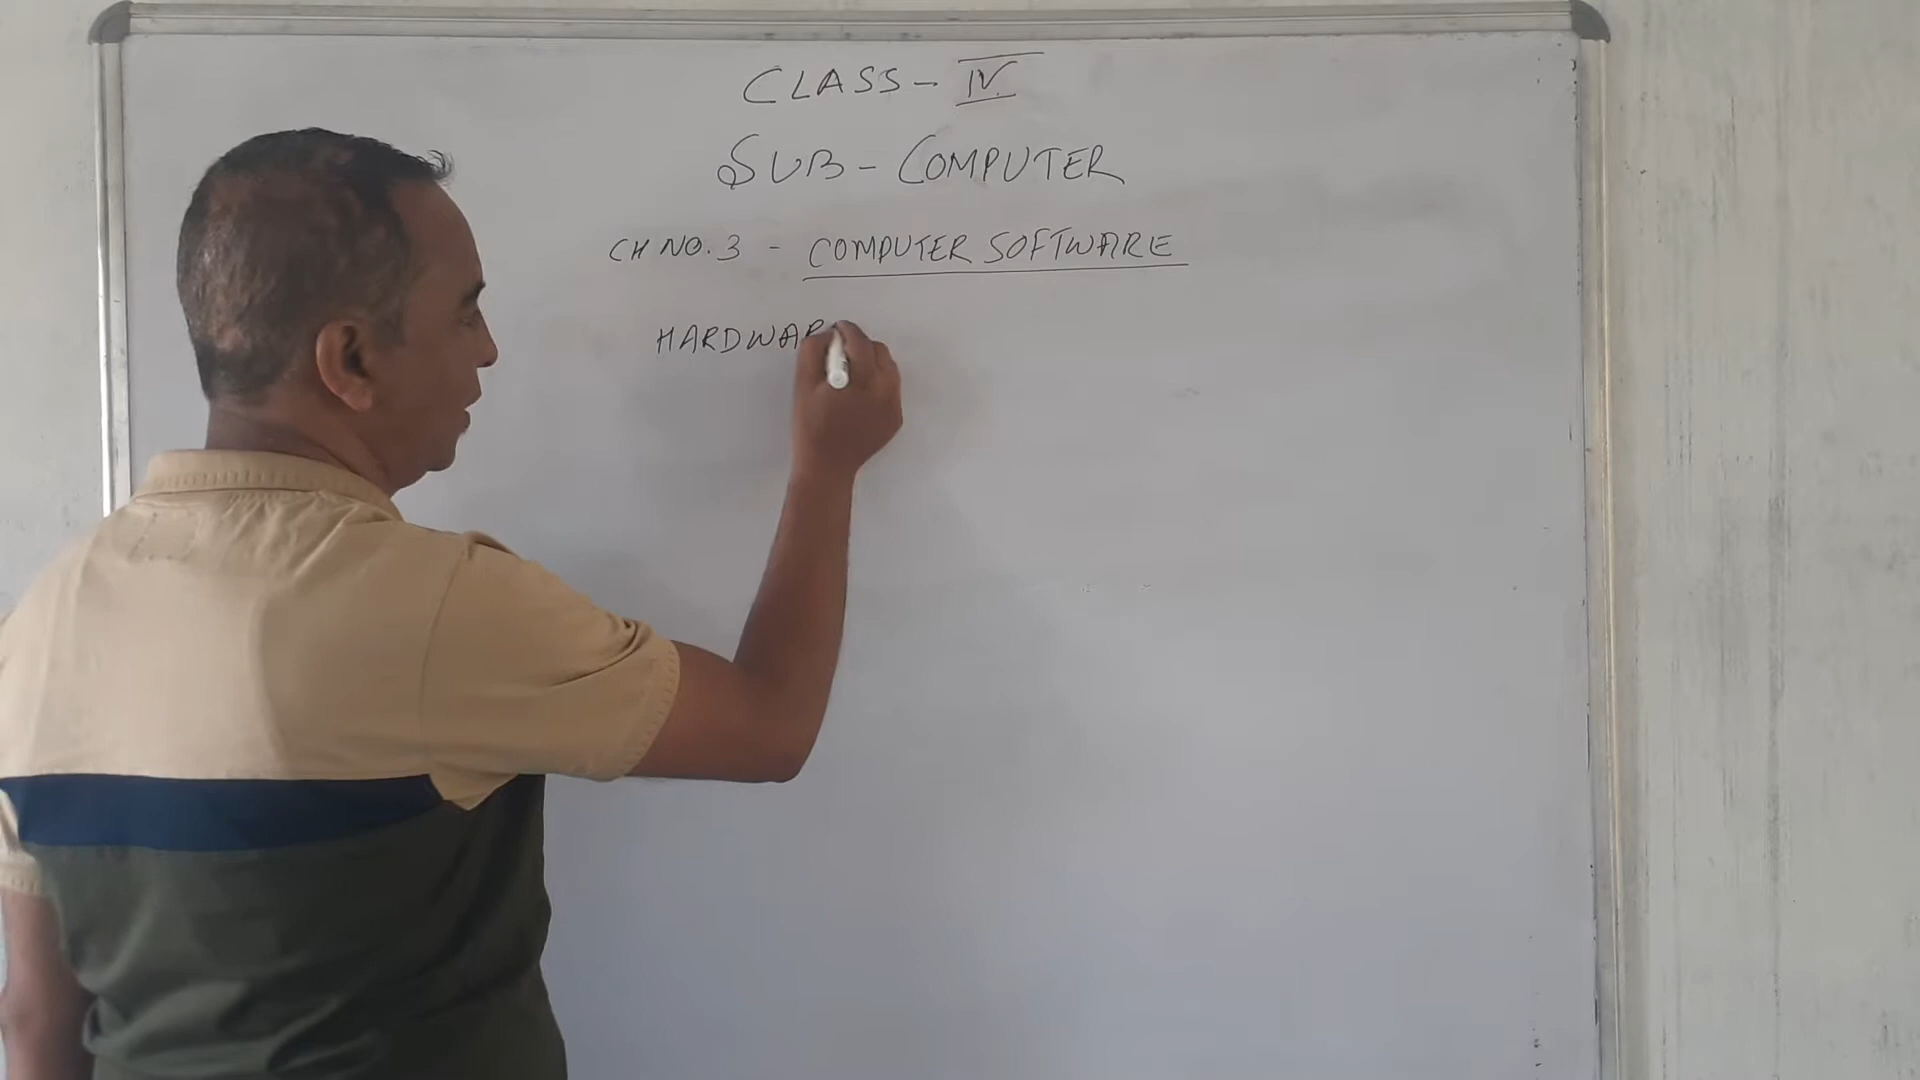 CLASS - IV
SUB - COMPUTER
CH NO. 3 - COMPUTER SOFTWARE
HARDWAR